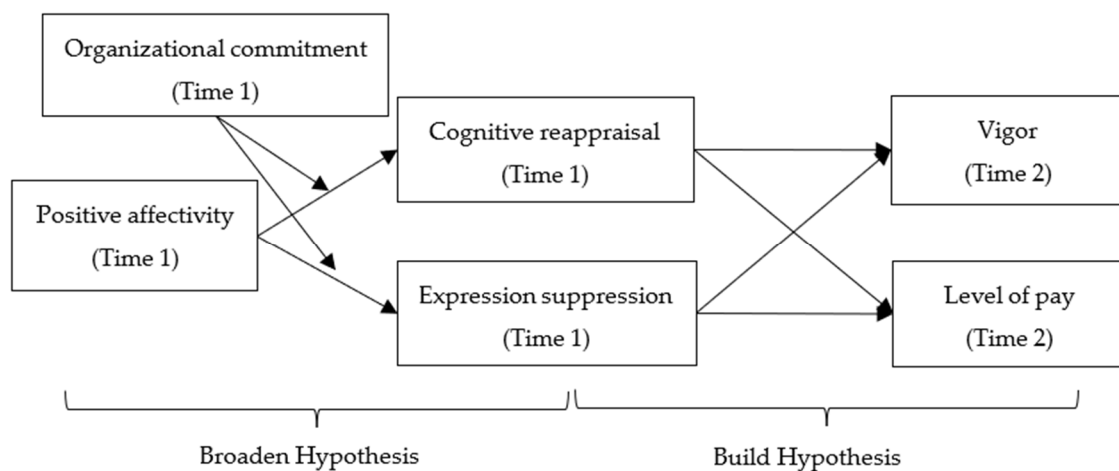 Organizational commitment
(Time 1)
Positive affectivity
(Time 1)
Cognitive reappraisal
(Time 1)
Expression suppression
(Time 1)
Vigor
(Time 2)
Level of pay
(Time 2)
Broaden Hypothesis
Build Hypothesis